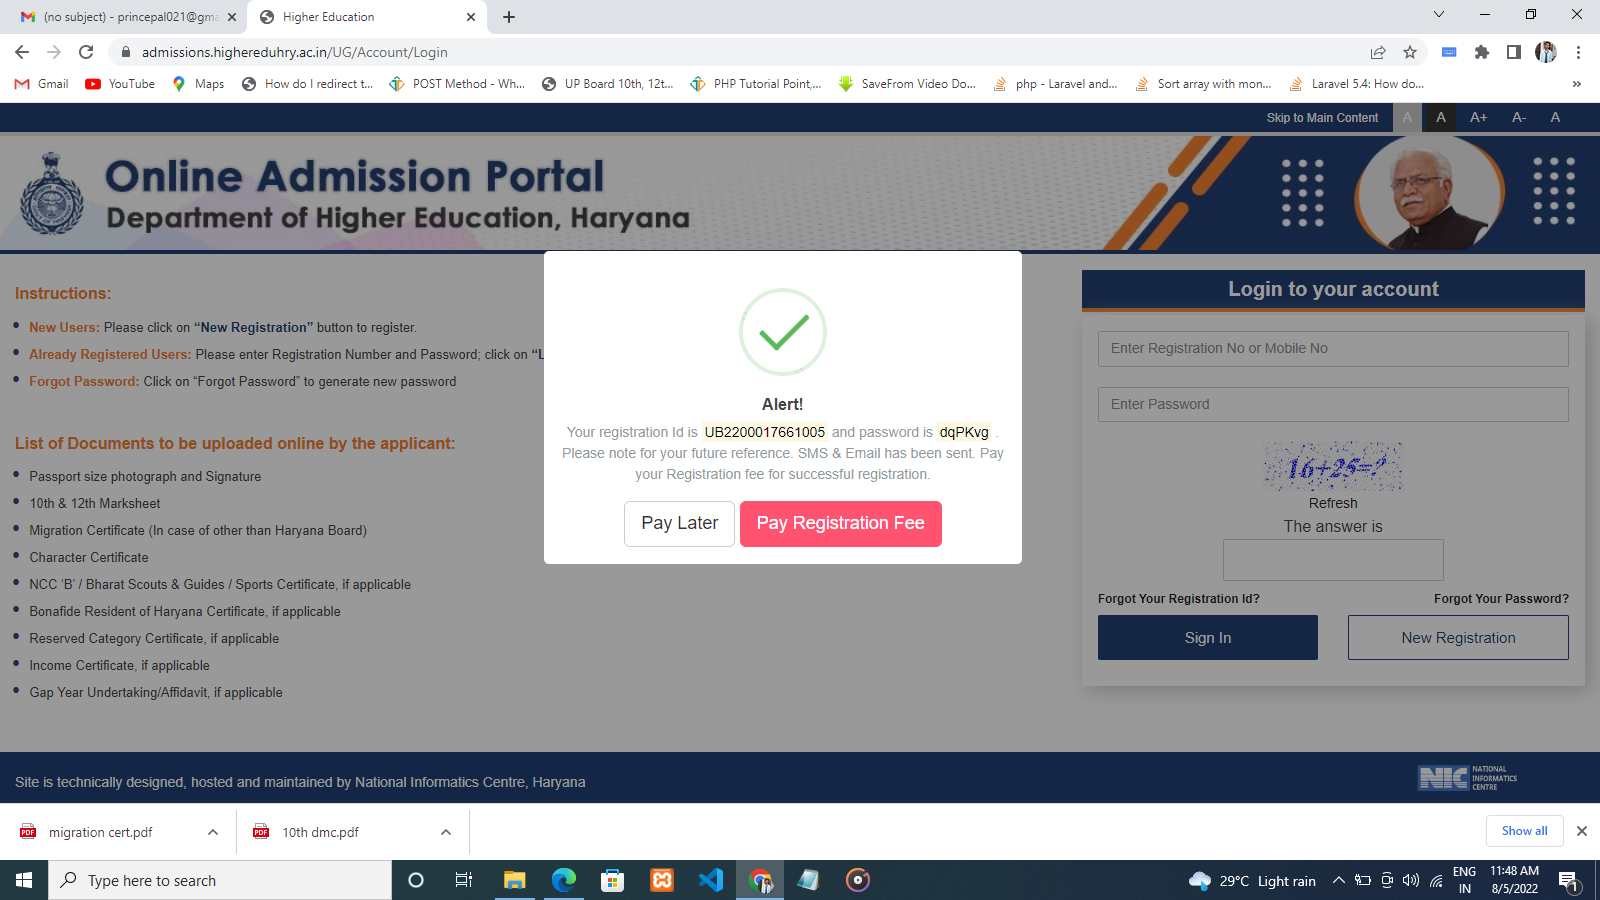 (no subject) - princepal021@gma
Higher Education
admissions.highereduhry.ac.in/UG/Account/Login
Gmail
YouTube
Maps
How do I redirect t...
POST Method - Wh...
UP Board 10th, 12t...
PHP Tutorial Point,...
SaveFrom Video Do...
php - Laravel and...
Sort array with mon...
Laravel 5.4: How do...
»
Skip to Main Content A A A+ A- A
Online Admission Portal
Department of Higher Education, Haryana
Instructions:
New Users: Please click on “New Registration” button to register.
Already Registered Users: Please enter Registration Number and Password; click on “L
Forgot Password: Click on “Forgot Password” to generate new password
List of Documents to be uploaded online by the applicant:
Passport size photograph and Signature
10th & 12th Marksheet
Migration Certificate (In case of other than Haryana Board)
Character Certificate
NCC ‘B’ / Bharat Scouts & Guides / Sports Certificate, if applicable
Bonafide Resident of Haryana Certificate, if applicable
Reserved Category Certificate, if applicable
Income Certificate, if applicable
Gap Year Undertaking/Affidavit, if applicable
Alert!
Your registration Id is UB2200017661005 and password is dqPKvg .
Please note for your future reference. SMS & Email has been sent. Pay
your Registration fee for successful registration.
Pay Later
Pay Registration Fee
Login to your account
Enter Registration No or Mobile No
Enter Password
16+25=?
Refresh
The answer is
Forgot Your Registration Id?
Forgot Your Password?
Sign In
New Registration
Site is technically designed, hosted and maintained by National Informatics Centre, Haryana
NIC
NATIONAL
INFORMATICS
CENTRE
PDF
migration cert.pdf
PDF
10th dmc.pdf
Show all
Type here to search
29°C Light rain
ENG
IN
11:48 AM
8/5/2022
1